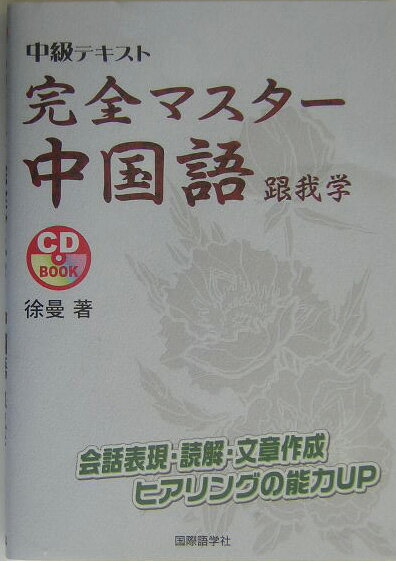 中級テキスト
完全マスター
中国語 跟我学
CD
BOOK
徐曼 著
会話表現・読解・文章作成
ヒアリングの能力UP
国際語学社